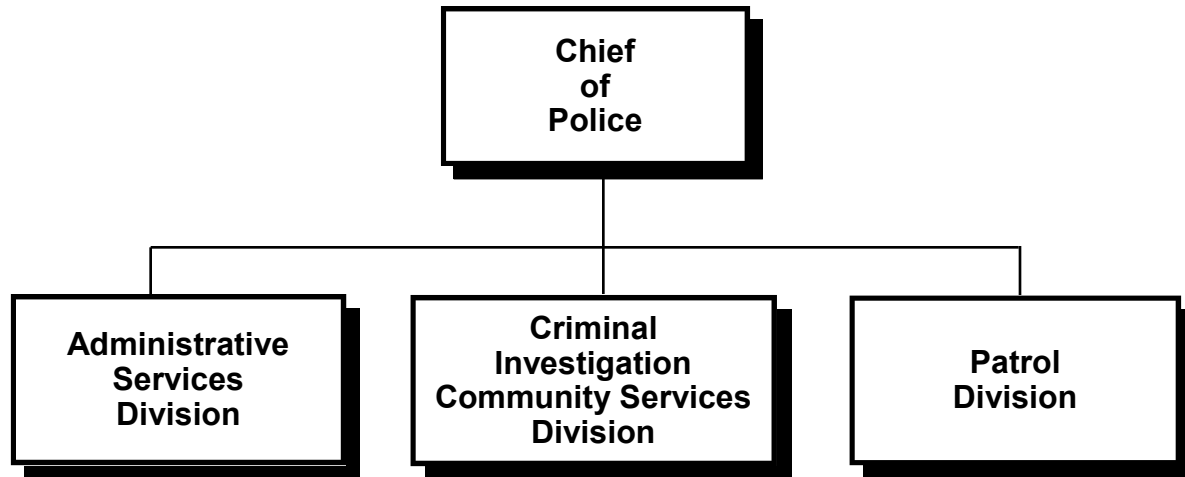 Chief
of
Police
Administrative
Services
Division
Criminal
Investigation
Community Services
Division
Patrol
Division